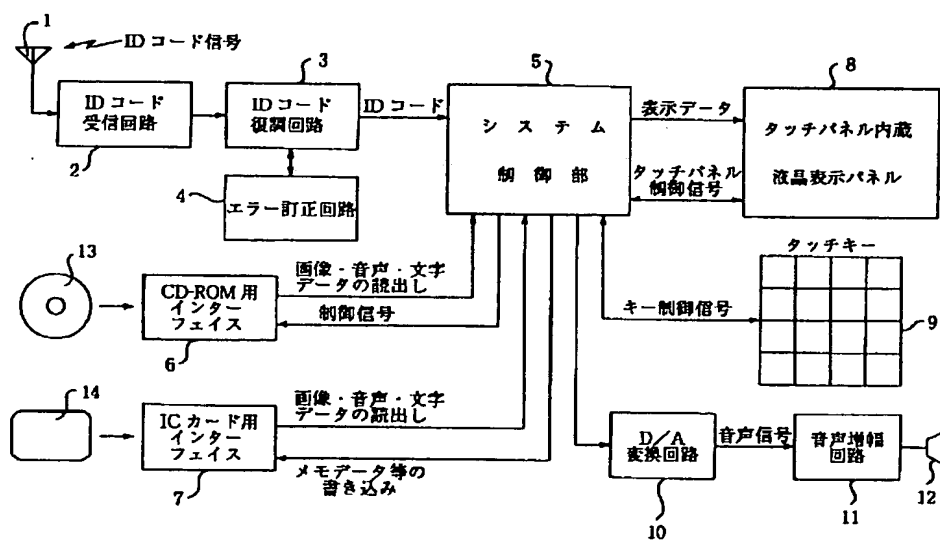 1
IDコード信号
IDコード
受信回路
2
3
IDコード
復調回路
IDコード
4
エラー訂正回路
5
システム
制御部
表示データ
タッチパネル
制御信号
8
タッチパネル内蔵
液晶表示パネル
13
CD-ROM用
インター
フェイス
6
画像・音声・文字
データの読出し
制御信号
タッチキー
キー制御信号
9
14
ICカード用
インター
フェイス
7
画像・音声・文字
データの読出し
メモデータ等の
書き込み
D/A
変換回路
10
音声信号
音声増幅
回路
11
12